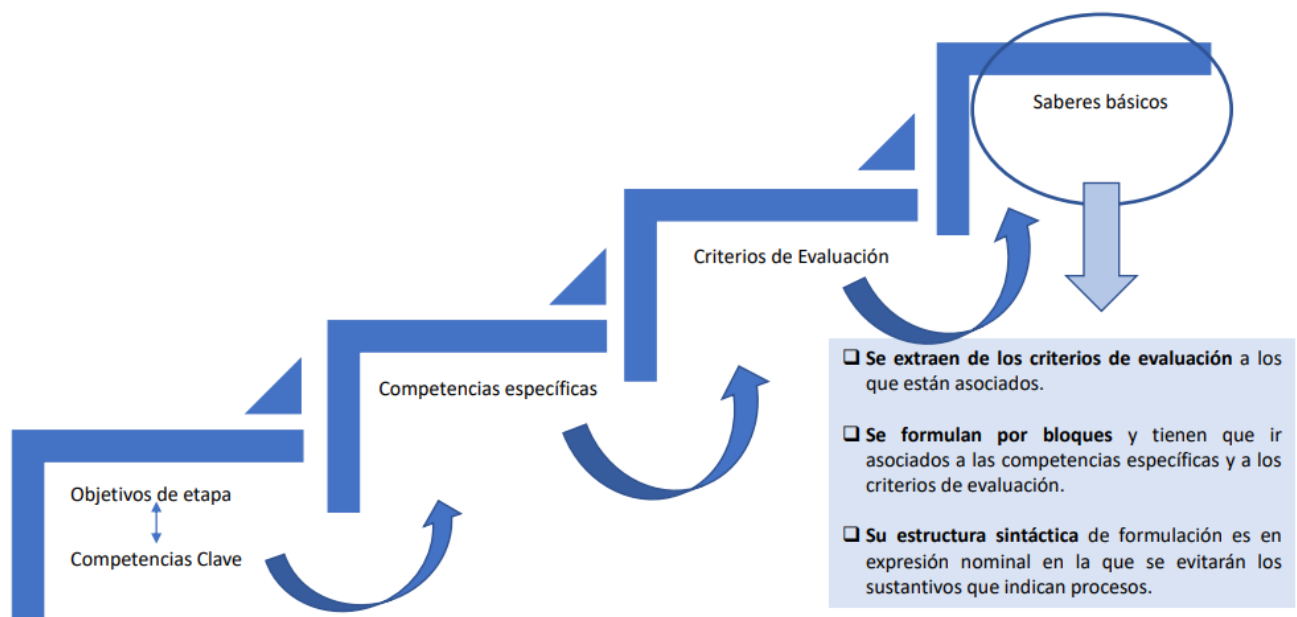 Saberes básicos
Criterios de Evaluación
Competencias específicas
Objetivos de etapa
Competencias Clave
❑ Se extraen de los criterios de evaluación a los
que están asociados.
❑ Se formulan por bloques y tienen que ir
asociados a las competencias específicas y a los
criterios de evaluación.
❑ Su estructura sintáctica de formulación es en
expresión nominal en la que se evitarán los
sustantivos que indican procesos.